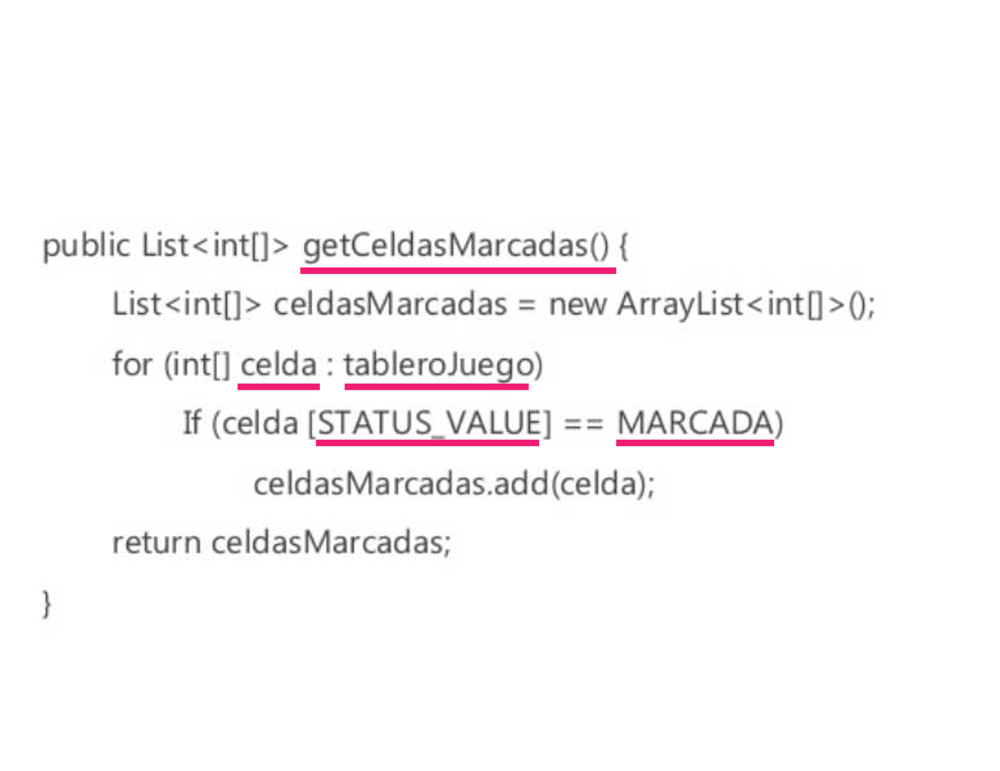 public List<int[]> getCeldasMarcadas() {
List<int[]> celdasMarcadas = new ArrayList<int[]>();
for (int[] celda : tableroJuego)
If (celda [STATUS_VALUE] == MARCADA)
celdasMarcadas.add(celda);
return celdasMarcadas;
}